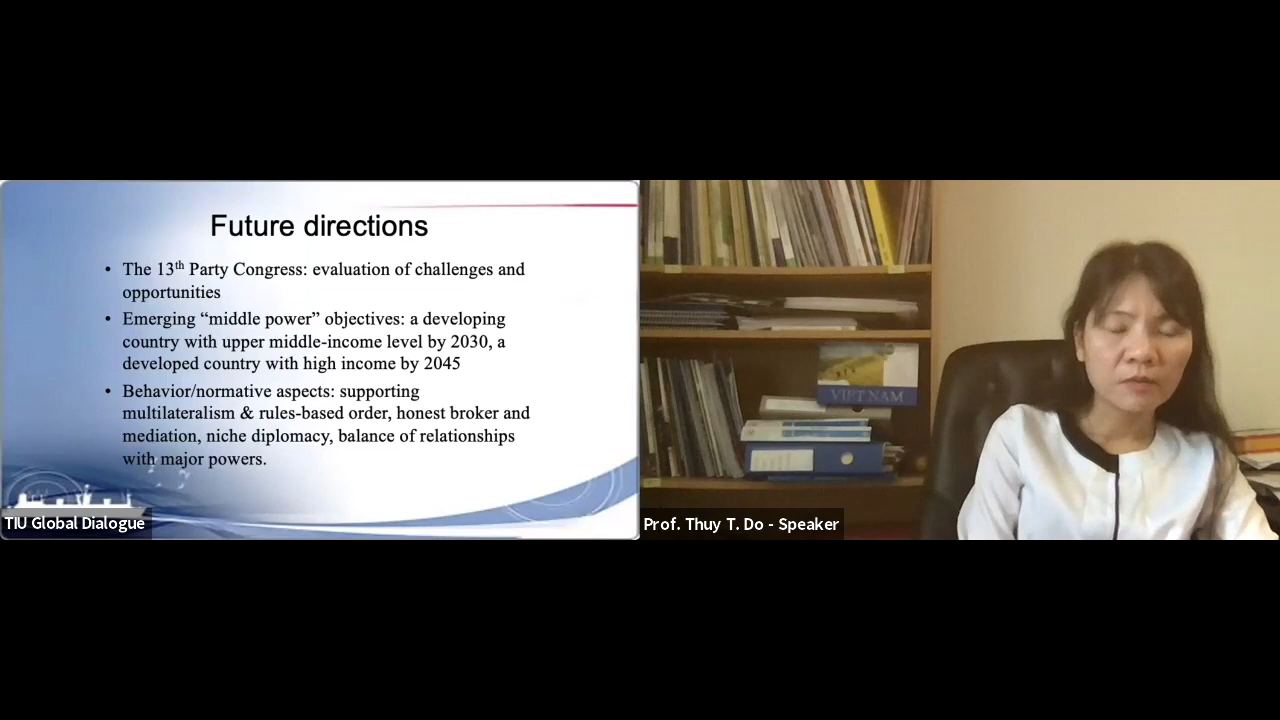 Future directions
• The 13th Party Congress: evaluation of challenges and
opportunities
• Emerging “middle power” objectives: a developing
country with upper middle-income level by 2030, a
developed country with high income by 2045
• Behavior/normative aspects: supporting
multilateralism & rules-based order, honest broker and
mediation, niche diplomacy, balance of relationships
with major powers.
TIU Global Dialogue
VIET NAM
Prof. Thuy T. Do - Speaker